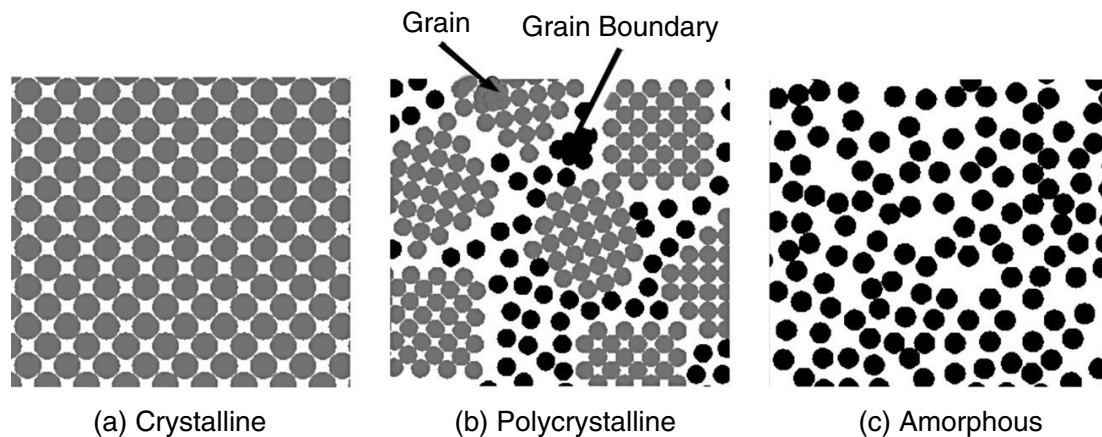 Grain
Grain Boundary
(a) Crystalline
(b) Polycrystalline
(c) Amorphous